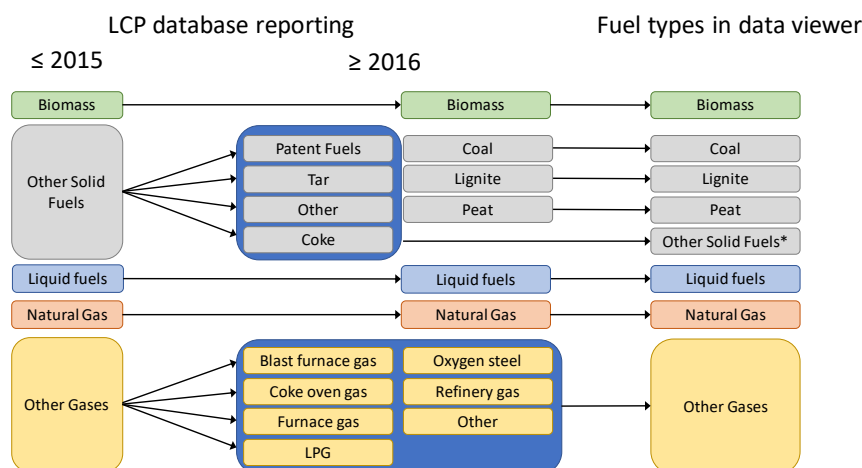 LCP database reporting
Fuel types in data viewer
≤ 2015
≥ 2016
Biomass
Biomass
Biomass
Other Solid
Fuels
Patent Fuels
Coal
Coal
Tar
Lignite
Lignite
Other
Peat
Peat
Coke
Other Solid Fuels*
Liquid fuels
Liquid fuels
Liquid fuels
Natural Gas
Natural Gas
Natural Gas
Other Gases
Blast furnace gas
Oxygen steel
Coke oven gas
Refinery gas
Furnace gas
Other
LPG
Other Gases